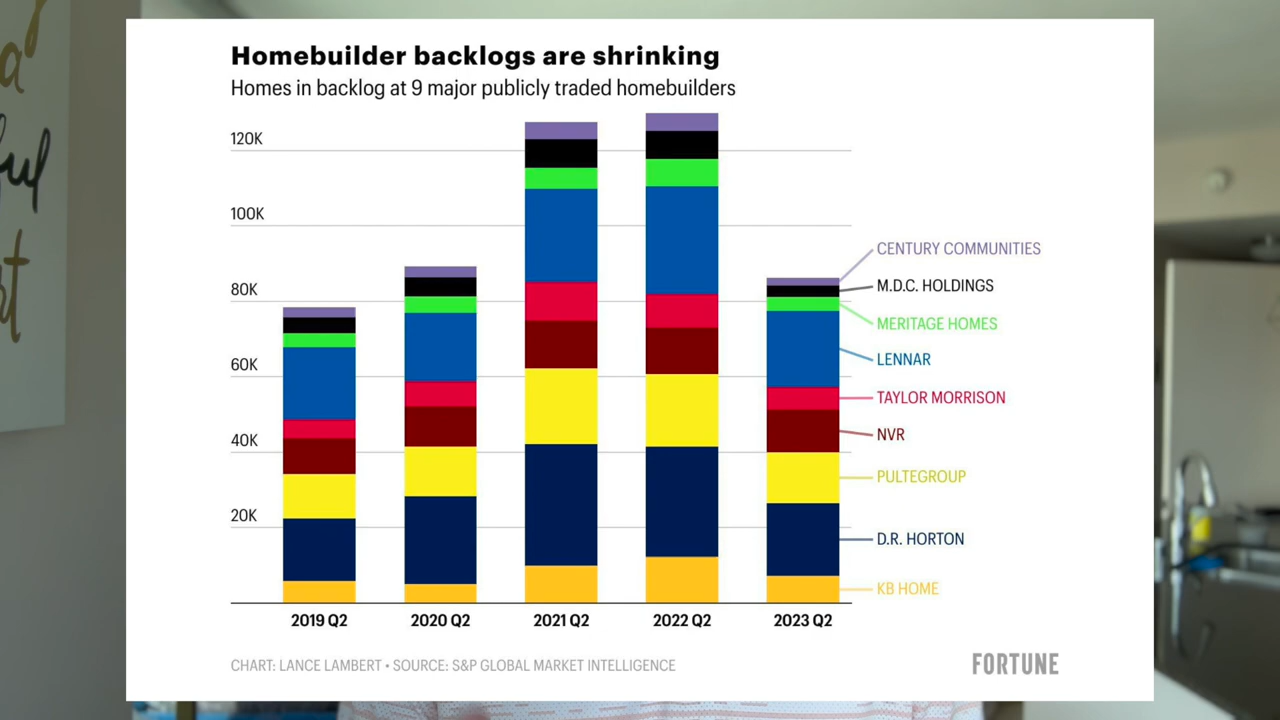 Homebuilder backlogs are shrinking
Homes in backlog at 9 major publicly traded homebuilders
120K
100K
80K
60K
40K
20K
CENTURY COMMUNITIES
M.D.C. HOLDINGS
MERITAGE HOMES
LENNAR
TAYLOR MORRISON
NVR
PULTEGROUP
D.R. HORTON
KB HOME
2019 Q2 2020 Q2 2021 Q2 2022 Q2 2023 Q2
CHART: LANCE LAMBERT • SOURCE: S&P GLOBAL MARKET INTELLIGENCE
FORTUNE